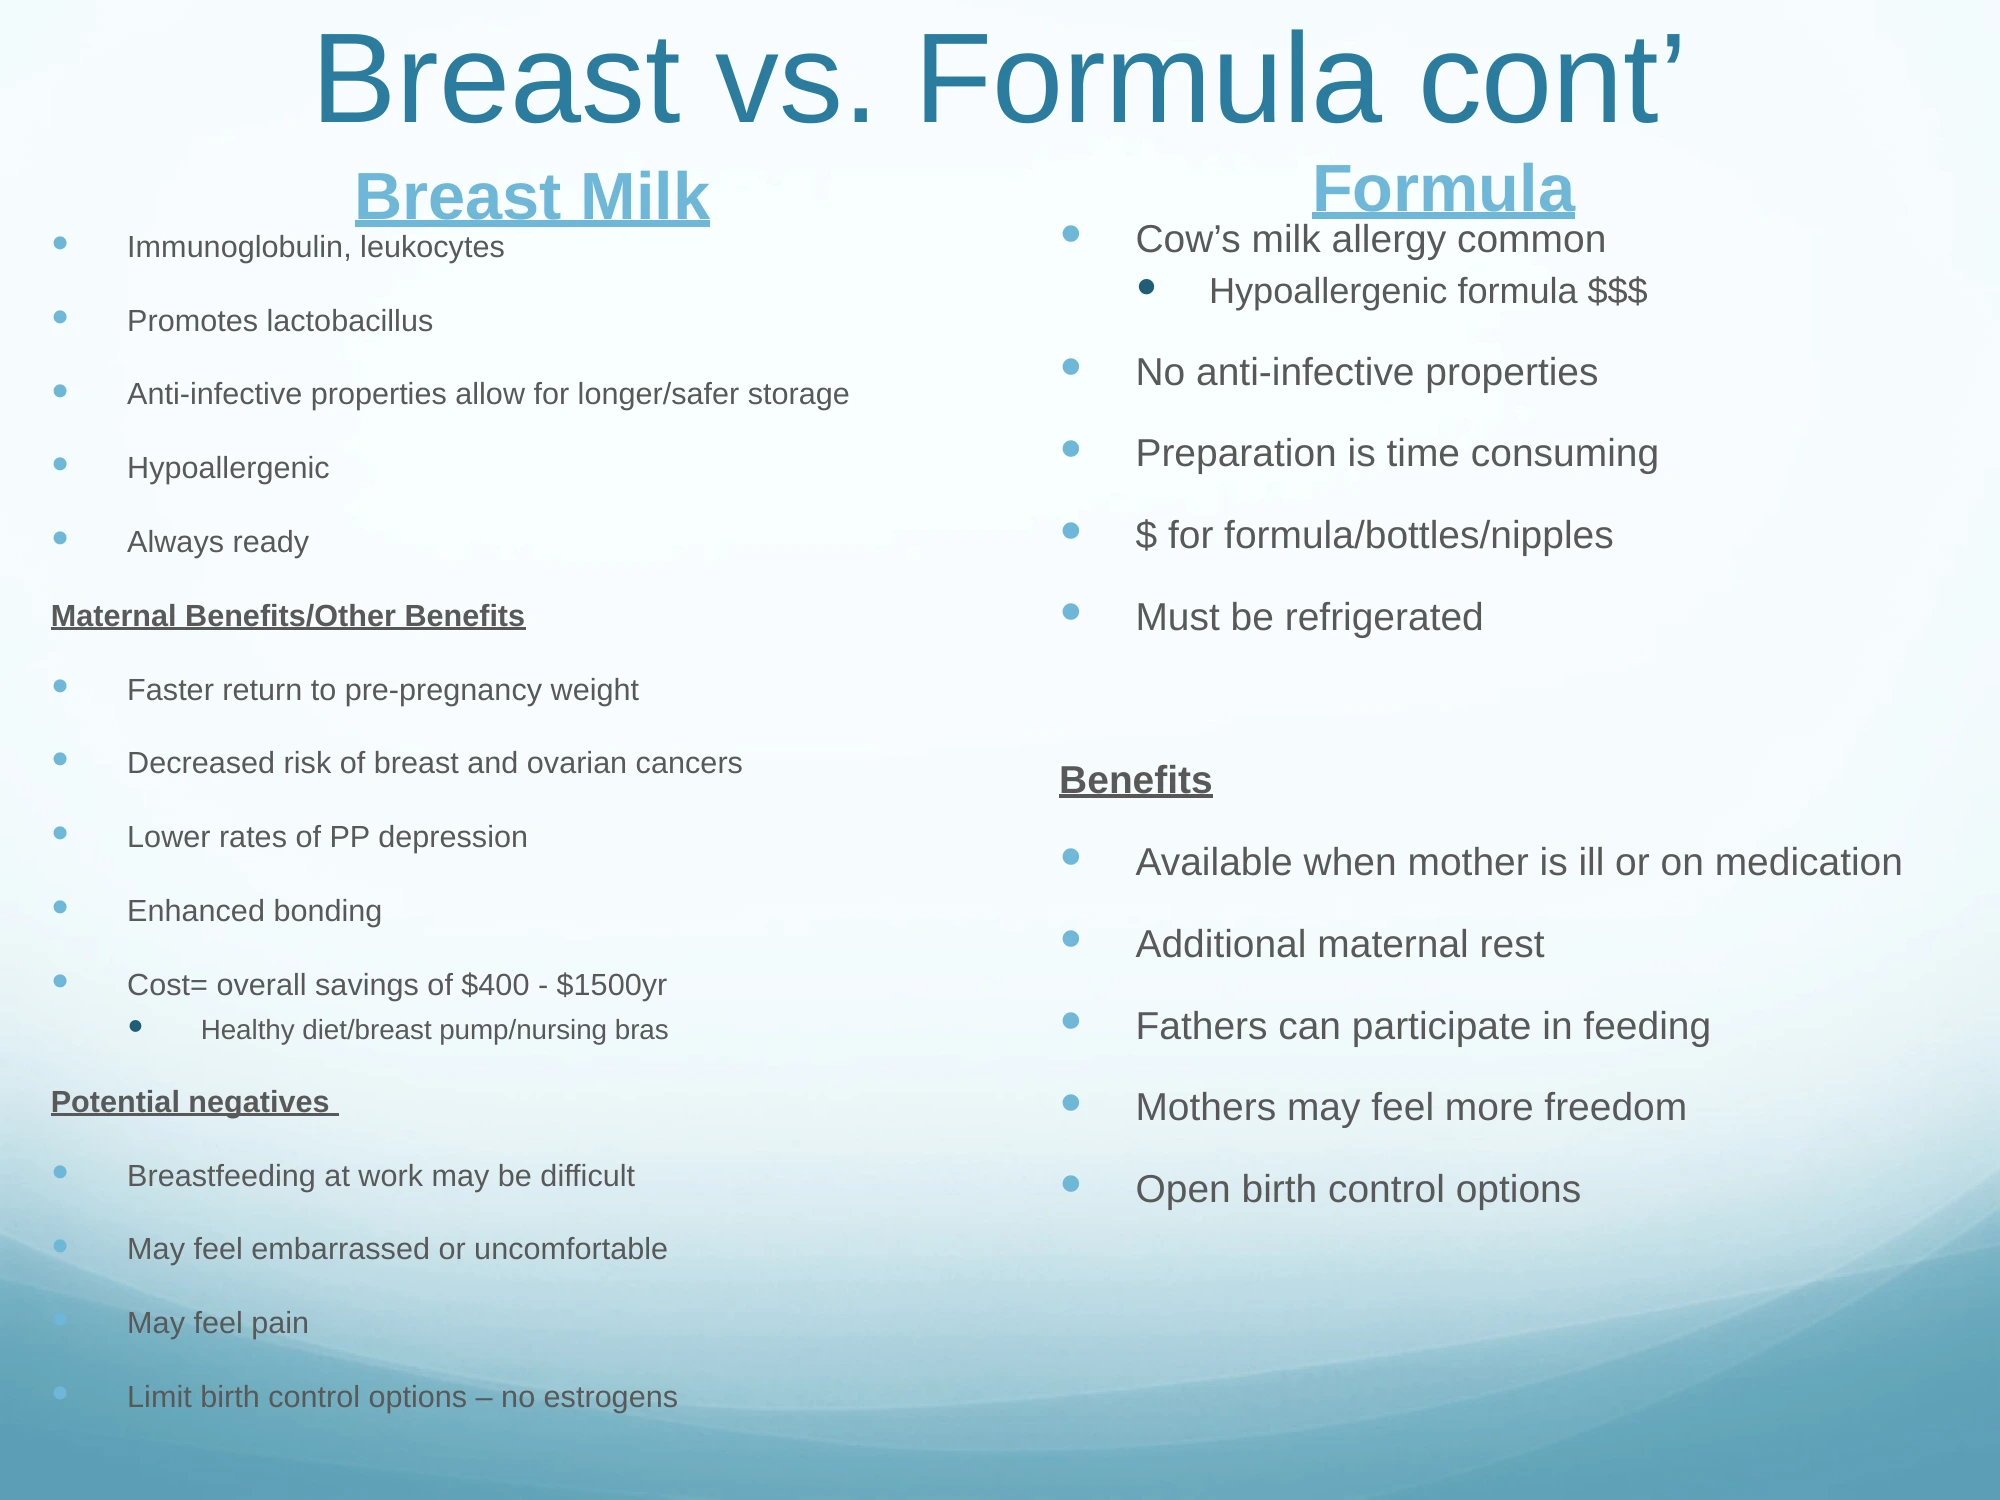 Breast vs. Formula cont’
Breast Milk
• Immunoglobulin, leukocytes
• Promotes lactobacillus
• Anti-infective properties allow for longer/safer storage
• Hypoallergenic
• Always ready
Maternal Benefits/Other Benefits
• Faster return to pre-pregnancy weight
• Decreased risk of breast and ovarian cancers
• Lower rates of PP depression
• Enhanced bonding
• Cost= overall savings of $400 - $1500yr
• Healthy diet/breast pump/nursing bras
Potential negatives
• Breastfeeding at work may be difficult
• May feel embarrassed or uncomfortable
• May feel pain
• Limit birth control options – no estrogens
Formula
• Cow’s milk allergy common
• Hypoallergenic formula $$$
• No anti-infective properties
• Preparation is time consuming
• $ for formula/bottles/nipples
• Must be refrigerated
Benefits
• Available when mother is ill or on medication
• Additional maternal rest
• Fathers can participate in feeding
• Mothers may feel more freedom
• Open birth control options